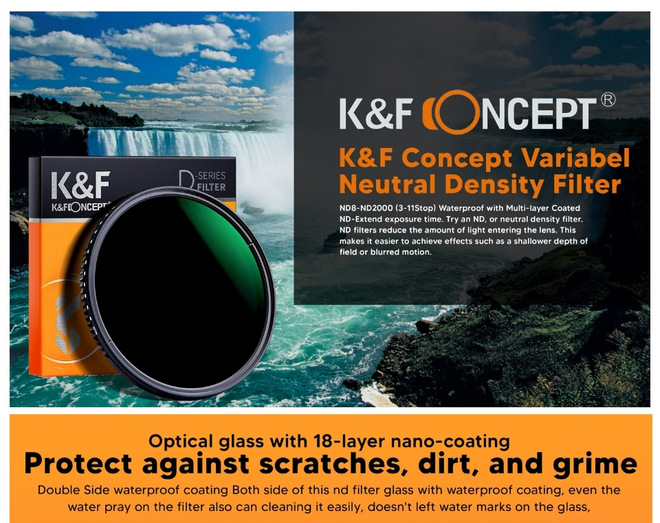 K&F CONCEPT®
K&F Concept Variabel
Neutral Density Filter
ND8-ND2000 (3-11Stop) Waterproof with Multi-layer Coated
ND-Extend exposure time. Try an ND, or neutral density filter.
ND filters reduce the amount of light entering the lens. This
makes it easier to achieve effects such as a shallower depth of
field or blurred motion.
K&F
K&F CONCEPT
D-SERIES
FILTER
Optical glass with 18-layer nano-coating
Protect against scratches, dirt, and grime
Double Side waterproof coating Both side of this nd filter glass with waterproof coating, even the
water pray on the filter also can cleaning it easily, doesn't left water marks on the glass,